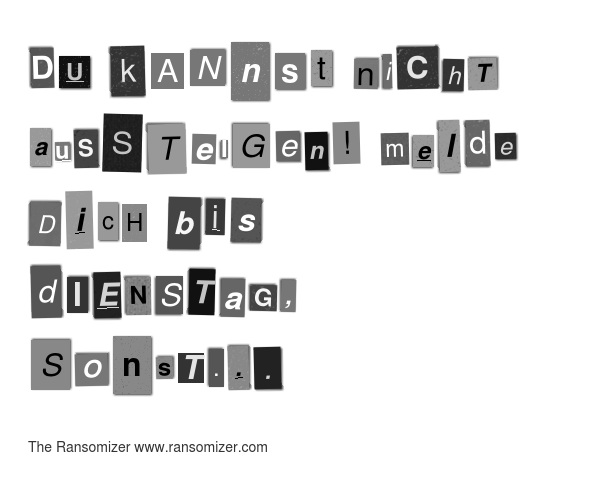 Du kANnst niCht
ausSTeIGen! melde
DicH bis
dIENSTaG,
SonsT...
The Ransomizer www.ransomizer.com